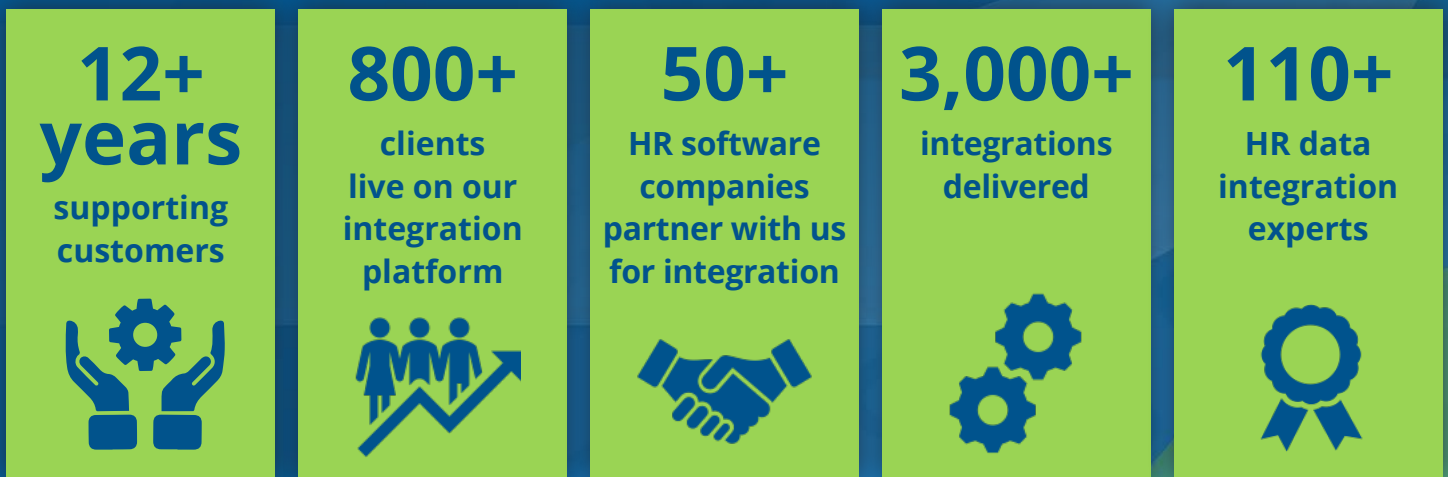 12+
years
supporting
customers
800+
clients
live on our
integration
platform
50+
HR software
companies
partner with us
for integration
3,000+
integrations
delivered
110+
HR data
integration
experts